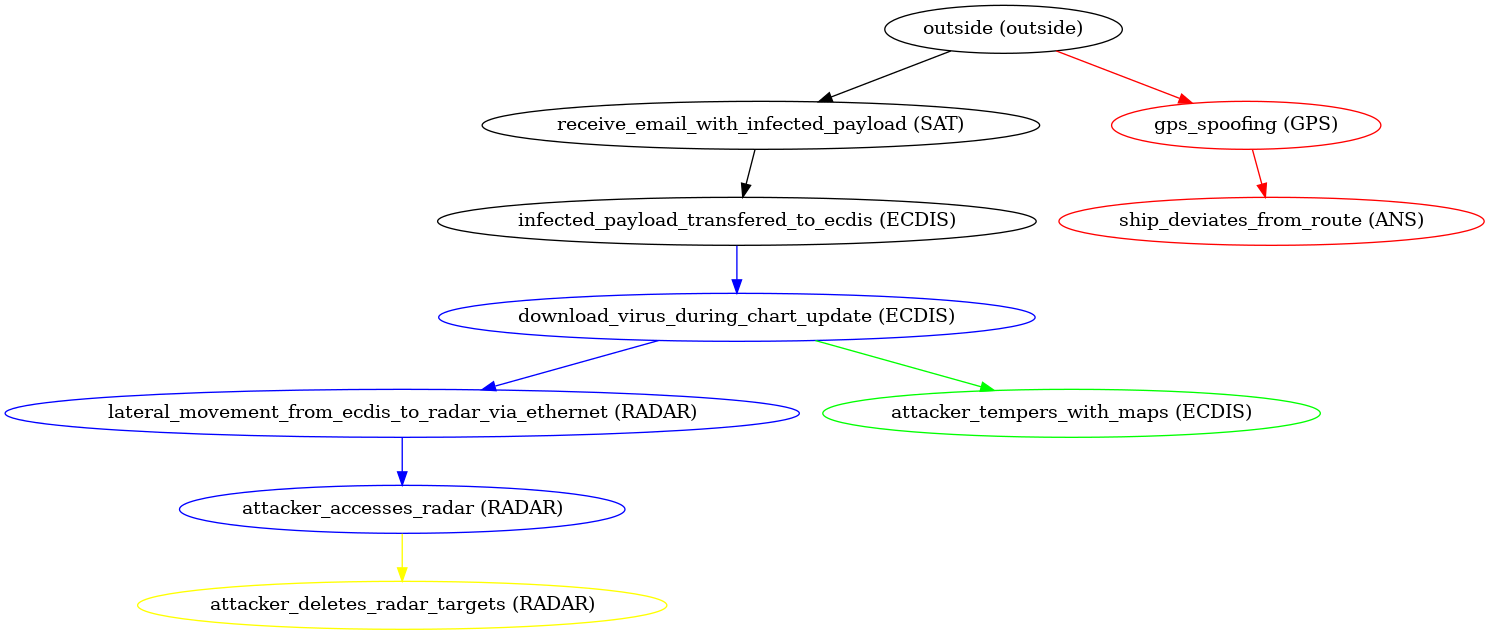 outside (outside)
receive_email_with_infected_payload (SAT)
gps_spoofing (GPS)
infected_payload_transfered_to_ecdis (ECDIS)
ship_deviates_from_route (ANS)
download_virus_during_chart_update (ECDIS)
lateral_movement_from_ecdis_to_radar_via_ethernet (RADAR)
attacker_tempers_with_maps (ECDIS)
attacker_accesses_radar (RADAR)
attacker_deletes_radar_targets (RADAR)